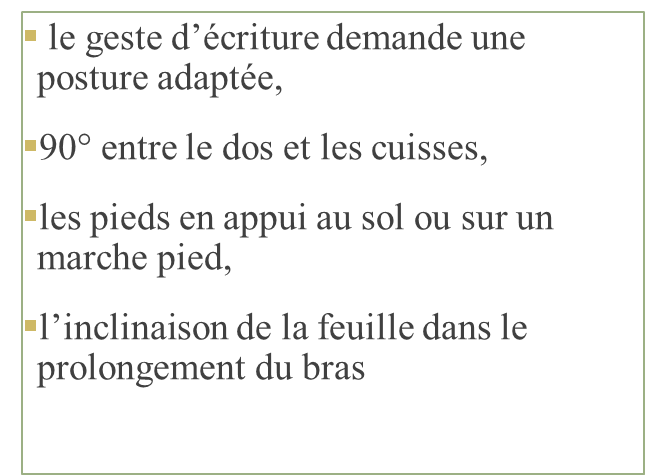 ▪ le geste d’écriture demande une
posture adaptée,
▪90° entre le dos et les cuisses,
▪les pieds en appui au sol ou sur un
marche pied,
▪l’inclinaison de la feuille dans le
prolongement du bras